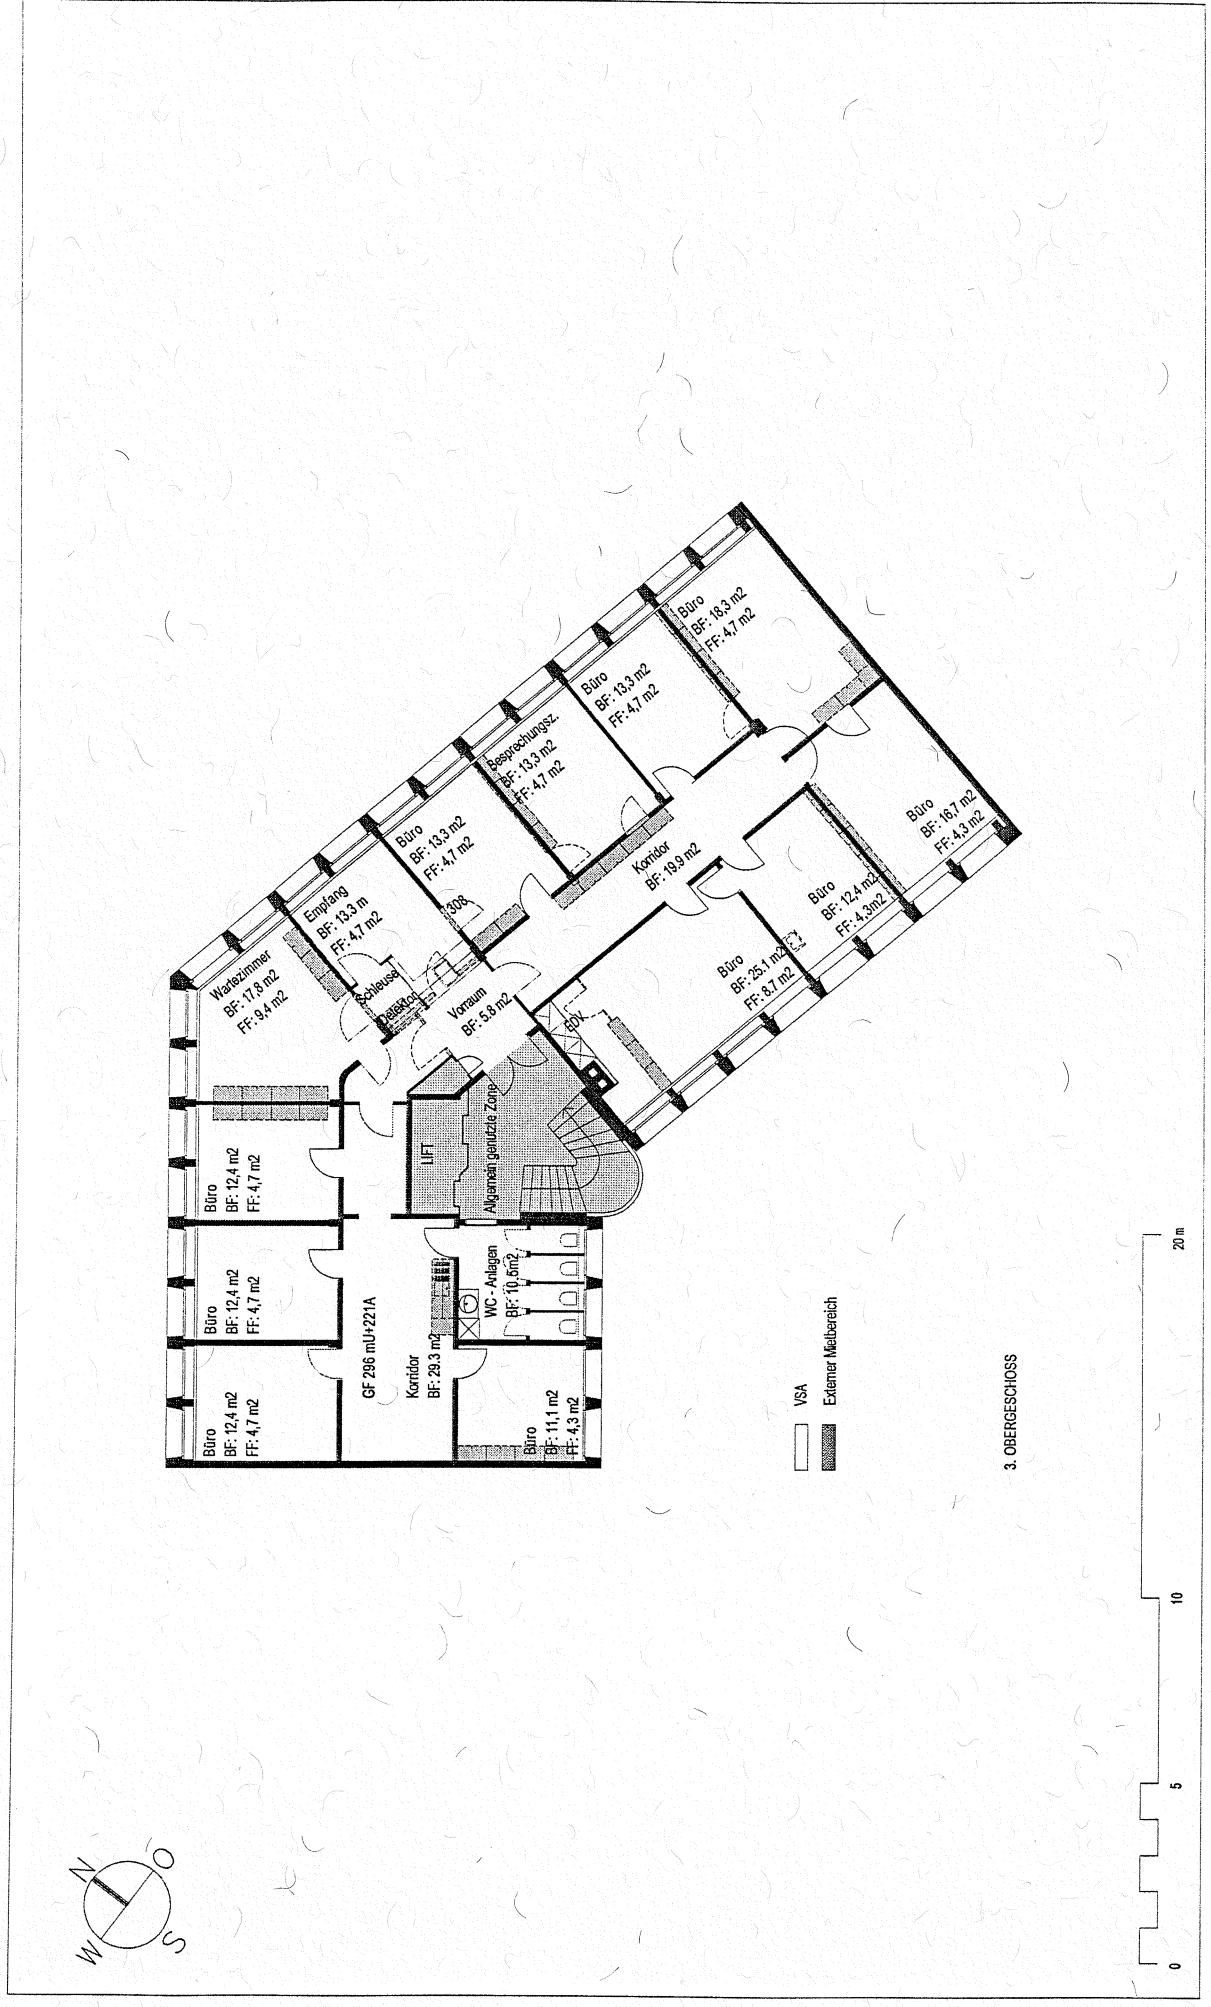 Wartezimmer
BF: 17,8 m2
FF: 9,4 m2
Empfang
BF: 13.3 m
FF: 4,7 m2
Schleuse
Detektor
Büro
BF: 13,3 m2
FF: 4,7 m2
308
Besprechungsz.
BF: 13,3 m2
FF: 4,7 m2
Büro
BF: 13,3 m2
FF: 4,7 m2
Büro
BF: 18,3 m2
FF: 4,7 m2
Vorraum
BF: 5.8 m2
Korridor
BF: 19.9 m2
Büro
BF: 16,7 m2
FF: 4,3 m2
Büro
BF: 12,4 m2
FF: 4,3m2
Büro
BF: 25.1 m2
FF: 8.7 m2
EDV
LIFT
Allgemein genutzte Zone
Büro
BF: 12,4 m2
FF: 4,7 m2
Büro
BF: 12,4 m2
FF: 4,7 m2
Büro
BF: 12,4 m2
FF: 4,7 m2
GF 296 mU+221A
Korridor
BF: 29.3 m2
WC - Anlagen
BF: 10,5m2
Büro
BF: 11,1 m2
FF: 4,3 m2
VSA
Externer Mietbereich
3. OBERGESCHOSS
N
O
S
W
0
5
10
20 m